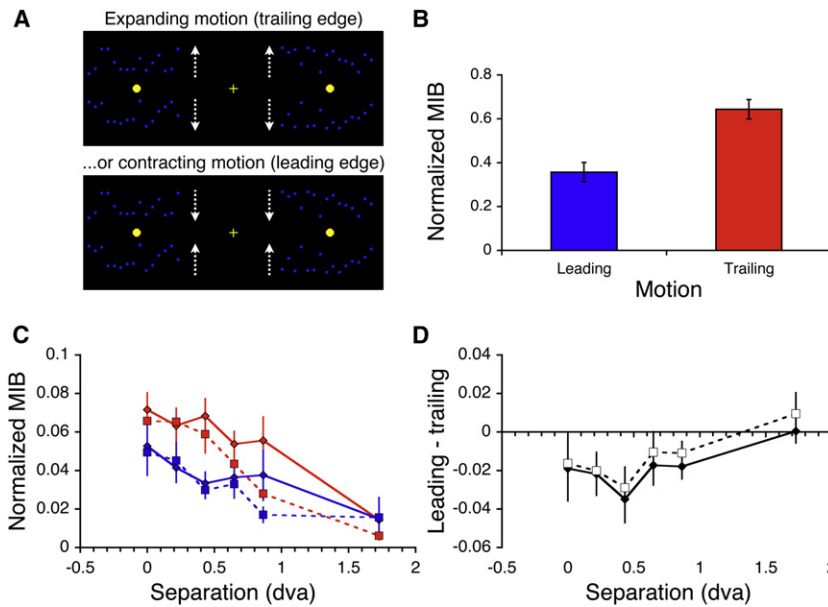 A
Expanding motion (trailing edge)
...or contracting motion (leading edge)
B
Normalized MIB
0.8
0.6
0.4
0.2
0
Leading
Trailing
Motion
C
Normalized MIB
0.1
0.08
0.06
0.04
0.02
0
-0.5 0 0.5 1 1.5 2
Separation (dva)
D
Leading - trailing
0.04
0.02
0
-0.02
-0.04
-0.06
-0.5 0 0.5 1 1.5 2
Separation (dva)